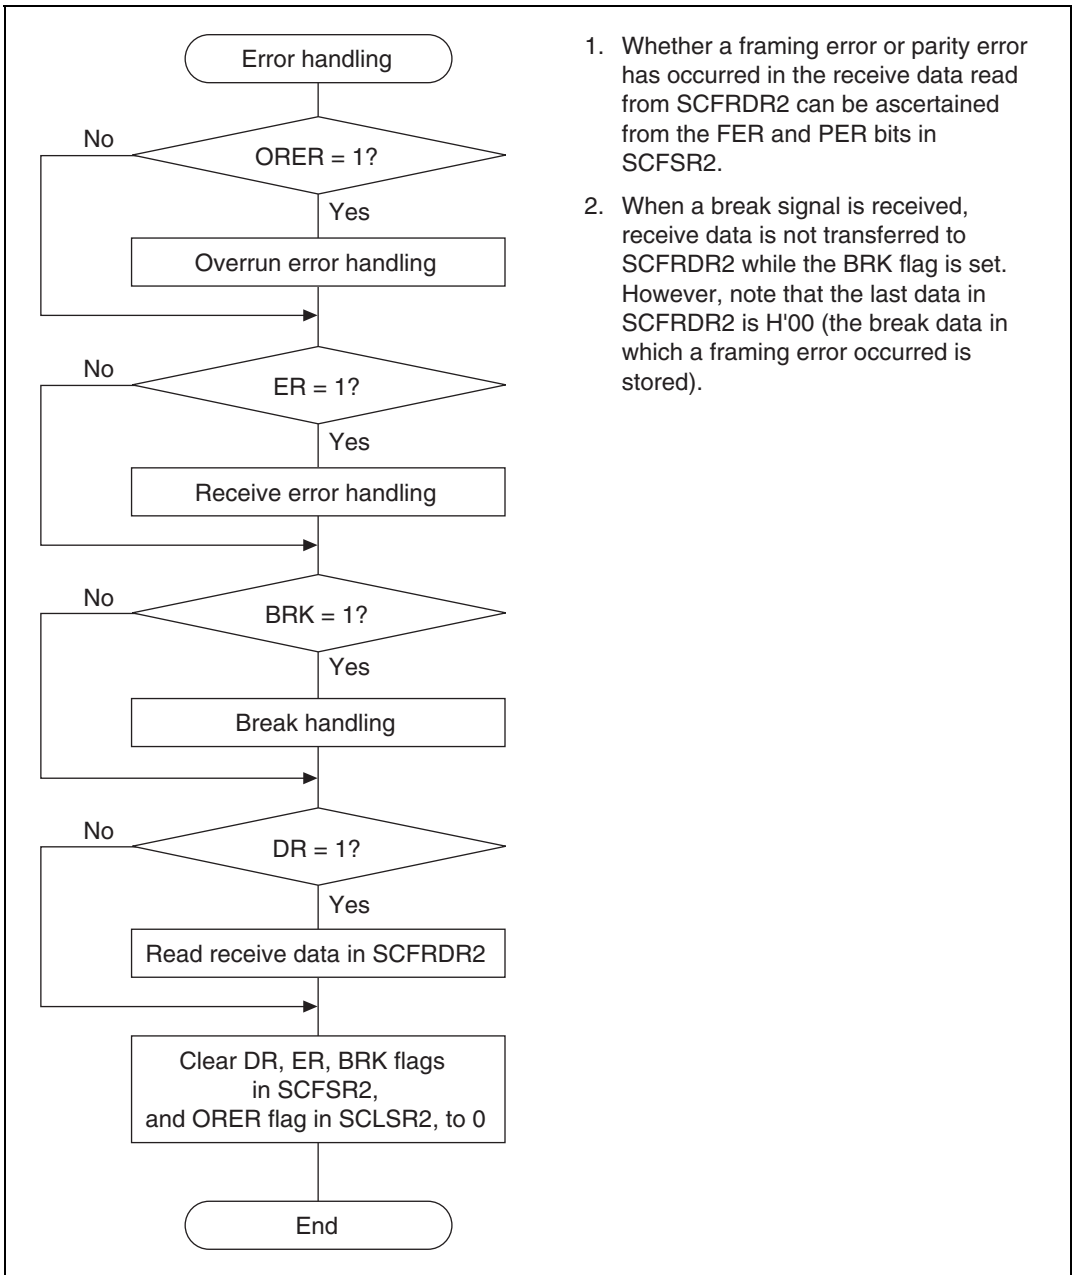 Error handling
No
ORER = 1?
Yes
Overrun error handling
No
ER = 1?
Yes
Receive error handling
No
BRK = 1?
Yes
Break handling
No
DR = 1?
Yes
Read receive data in SCFRDR2
Clear DR, ER, BRK flags
in SCFSR2,
and ORER flag in SCLSR2, to 0
End
1. Whether a framing error or parity error
has occurred in the receive data read
from SCFRDR2 can be ascertained
from the FER and PER bits in
SCFSR2.
2. When a break signal is received,
receive data is not transferred to
SCFRDR2 while the BRK flag is set.
However, note that the last data in
SCFRDR2 is H'00 (the break data in
which a framing error occurred is
stored).